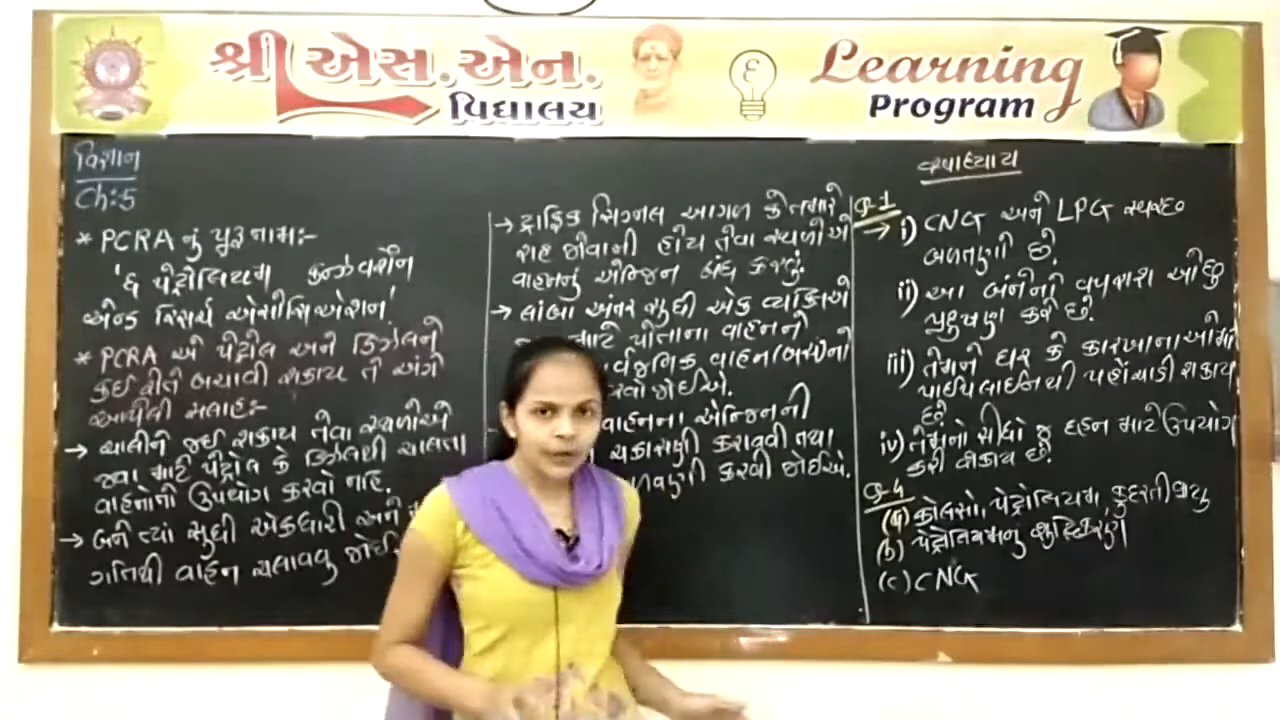 શ્રી એસ.એન.
વિદ્યાલય
Learning
Program
વિજ્ઞાન
Ch:5
* PCRA નું પૂરૂ નામ:-
'ધ પેટ્રોલિયમ કન્ઝર્વેશન
એન્ડ રિસર્ચ એસોસિએશન'
* PCRA એ પેટ્રોલ અને ડિઝલને
કઈ રીતે બચાવી શકાય તે અંગે
આપેલી સલાહ:-
→ ચાલીને જઈ શકાય તેવા સ્થળોએ
જવા માટે પેટ્રોલ કે ડિઝલથી ચાલતા
વાહનોનો ઉપયોગ કરવો નહિ.
→ બને ત્યાં સુધી એકધારી અને
ગતિથી વાહન ચલાવવુ જોઈ
→ ટ્રાફિક સિગ્નલ આગળ કે તમારે
રાહ જોવાની હોય તેવા સ્થળોએ
વાહનનું એન્જિન બંધ કરવું.
→ લાંબા અંતર સુધી એક વ્યકિતએ
માટે પોતાના વાહનનો
ર્વજનિક વાહન(બસ)નો
રવો જોઈએ.
વાહનના એન્જિનની
ચકાસણી કરાવવી તથા
ળવણી કરવી જોઈએ.
સ્વાધ્યાય
Q-1
→ i) CNG અને LPG સ્વચ્છ
બળતણો છે.
ii) આ બંનેનો વપરાશ ઓછુ
પ્રદુષણ કરે છે.
iii) તેમને ઘર કે કારખાનાઓમાં
પાઈપલાઈનથી પહોંચાડી શકાય
છે.
iv) તેમનો સીધો જ દહન માટે ઉપયોગ
કરી શકાય છે.
Q-4
(a) કોલસો, પેટ્રોલિયમ, કુદરતી વાયુ
(b) પેટ્રોલિયમનું શુદ્ધિકરણ
(c) CNG